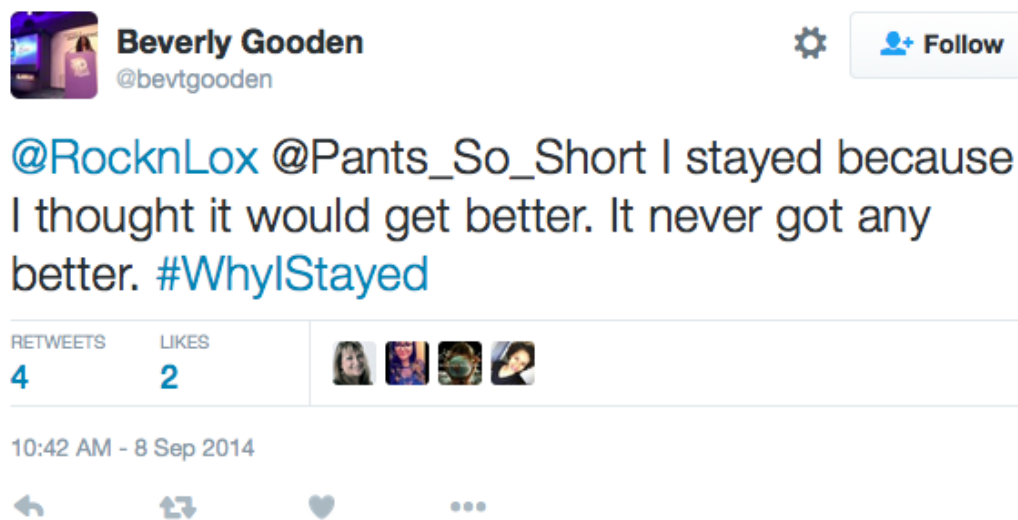 Beverly Gooden
@bevtgooden
Follow
@RocknLox @Pants_So_Short I stayed because
I thought it would get better. It never got any
better. #WhyIStayed
RETWEETS LIKES
4 2
10:42 AM - 8 Sep 2014